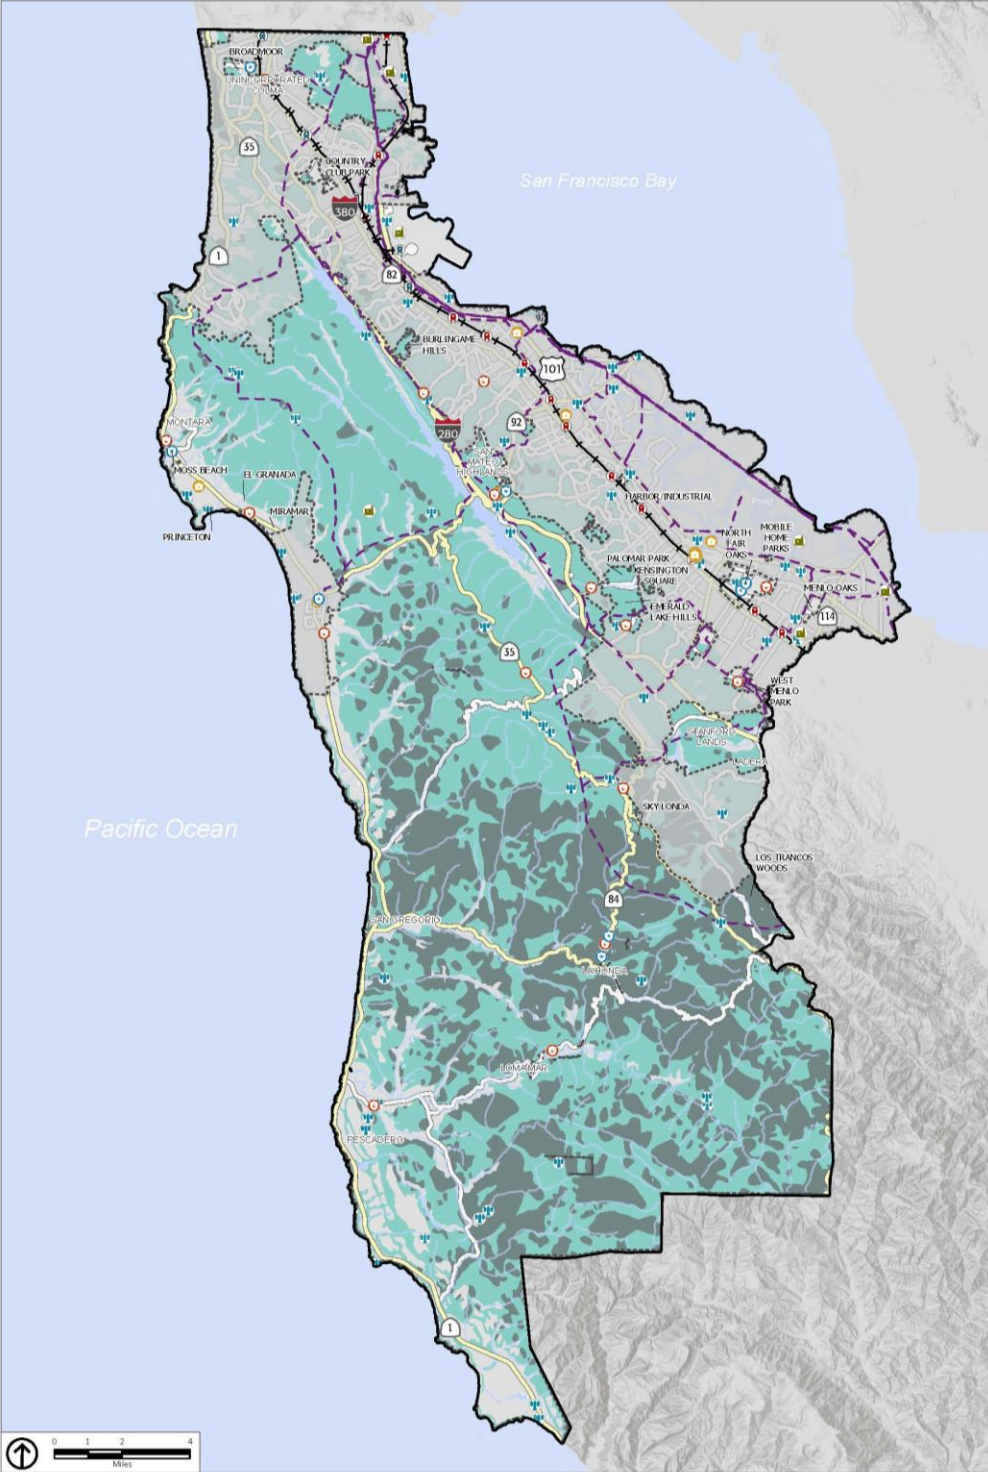 BROADMOOR
UNINCORPORATED
COLMA
35
COUNTRY
CLUB PARK
San Francisco Bay
380
1
82
BURLINGAME
HILLS
101
92
280
MONTARA
SAN
MATEO
HIGHLANDS
MOSS BEACH
EL GRANADA
HARBOR/INDUSTRIAL
MIRAMAR
PRINCETON
NORTH
FAIR
OAKS
MOBILE
HOME
PARKS
PALOMAR PARK
KENSINGTON
SQUARE
MENLO OAKS
EMERALD
LAKE HILLS
114
35
WEST
MENLO
PARK
STANFORD
LANDS
LADERA
SKYLONDA
Pacific Ocean
LOS TRANCOS
WOODS
84
SAN GREGORIO
LA HONDA
LOMA MAR
PESCADERO
1
0 1 2 4
Miles